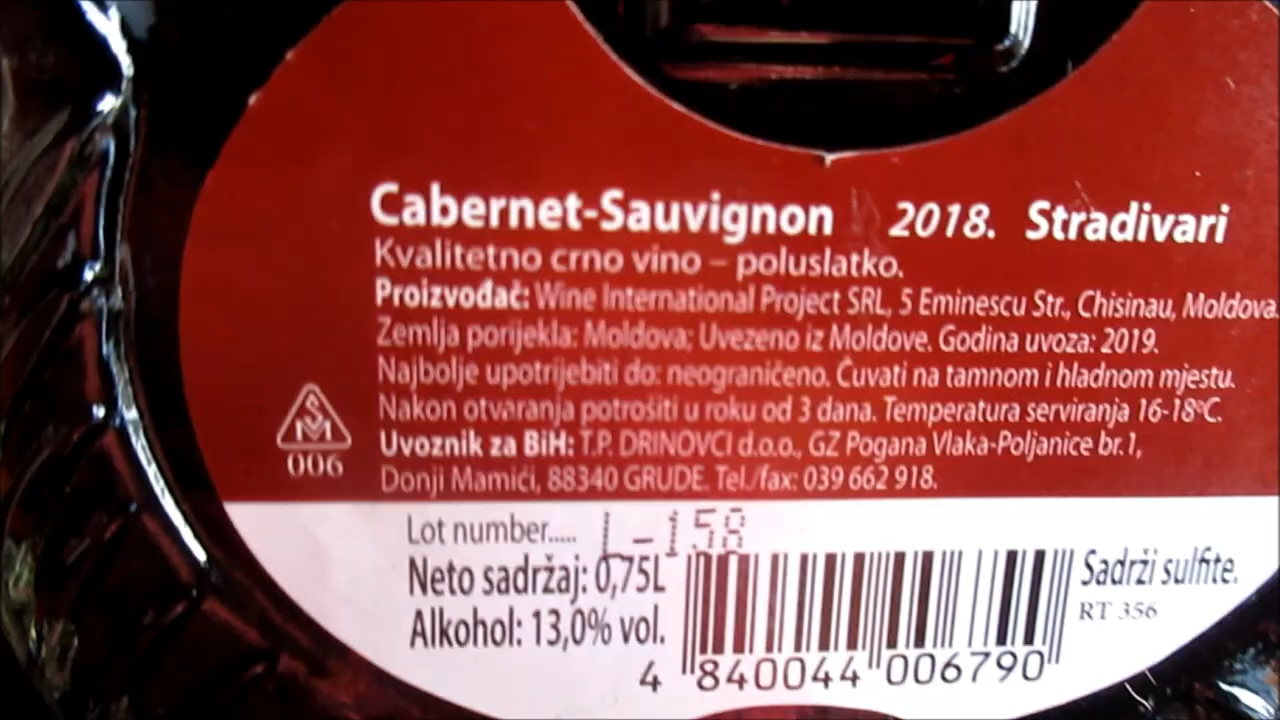 Cabernet-Sauvignon 2018. Stradivari
Kvalitetno crno vino – poluslatko.
Proizvođač: Wine International Project SRL, 5 Eminescu Str., Chisinau, Moldova.
Zemlja porijekla: Moldova; Uvezeno iz Moldove. Godina uvoza: 2019.
Najbolje upotrijebiti do: neograničeno. Čuvati na tamnom i hladnom mjestu.
Nakon otvaranja potrošiti u roku od 3 dana. Temperatura serviranja 16-18°C.
Uvoznik za BiH: T.P. DRINOVCI d.o.o., GZ Pogana Vlaka-Poljanice br.1,
Donji Mamići, 88340 GRUDE. Tel./fax: 039 662 918.
SM
006
Lot number..... L-158
Neto sadržaj: 0,75L
Alkohol: 13,0% vol.
Sadrži sulfite.
RT 356
4 840044 006790